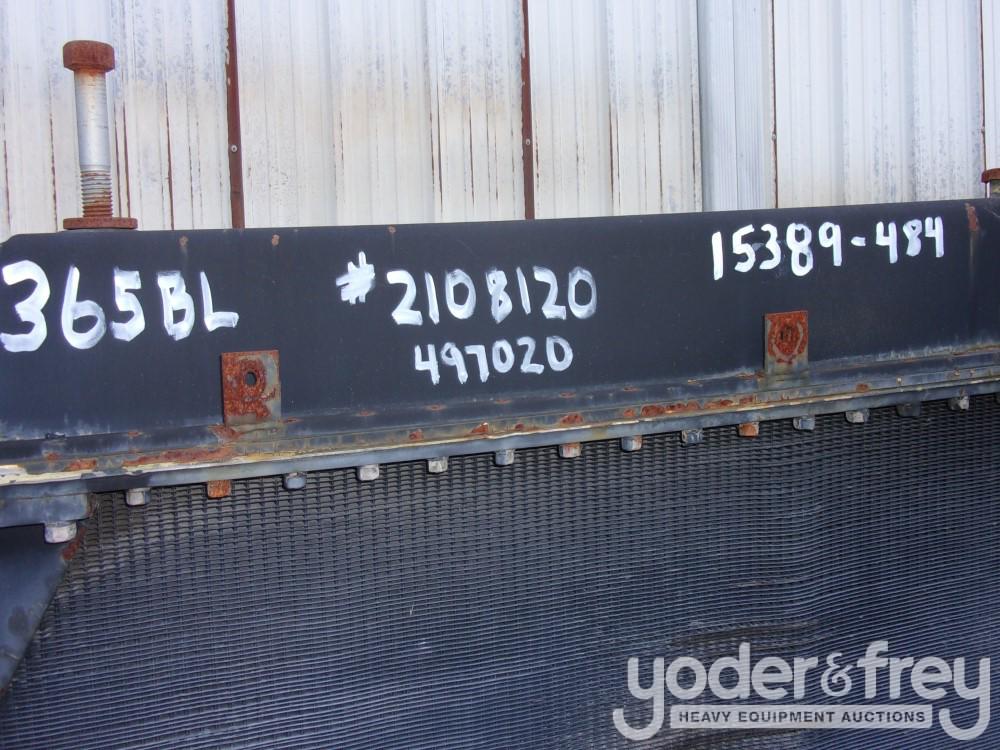 365BL
#2108120
497020
15389-484
yoder&frey
HEAVY EQUIPMENT AUCTIONS